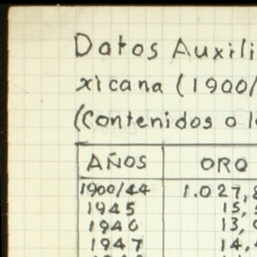 Datos Auxili
xicana (1900/
(contenidos o l
AÑOS ORO
1900/44 1.027,8
1945 15,
1946 13,
1947 14,